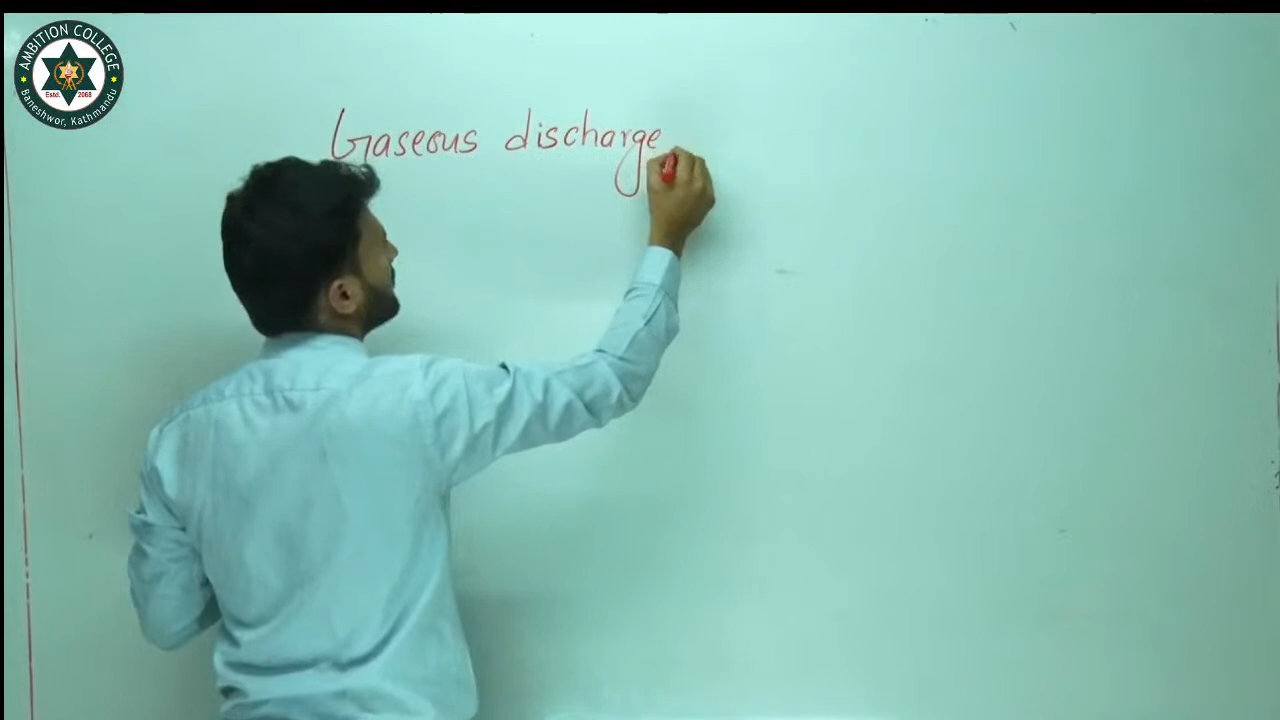 AMBITION COLLEGE
Estd. 2068
Baneshwor, Kathmandu
Gaseous discharge